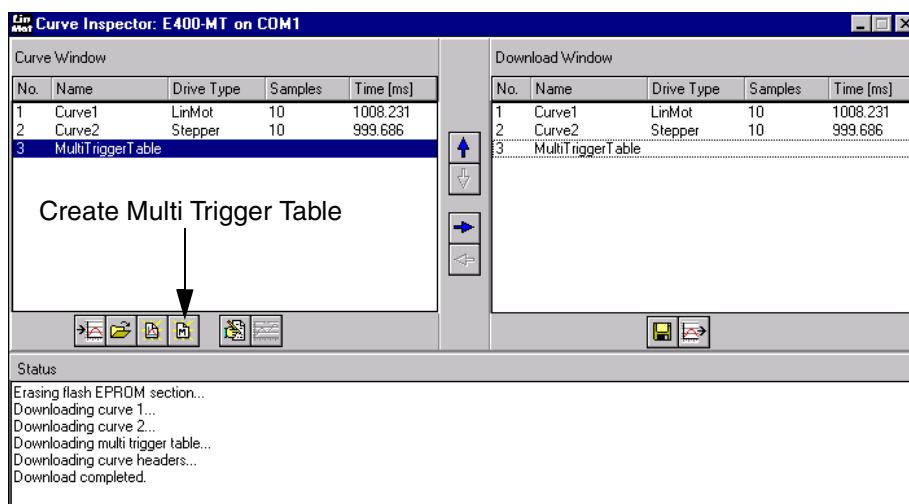 Lin Mot Curve Inspector: E400-MT on COM1
Curve Window
No. Name Drive Type Samples Time [ms]
1 Curve1 LinMot 10 1008.231
2 Curve2 Stepper 10 999.686
3 MultiTriggerTable
Create Multi Trigger Table
M
Download Window
No. Name Drive Type Samples Time [ms]
1 Curve1 LinMot 10 1008.231
2 Curve2 Stepper 10 999.686
3 MultiTriggerTable
Status
Erasing flash EPROM section...
Downloading curve 1...
Downloading curve 2...
Downloading multi trigger table...
Downloading curve headers...
Download completed.